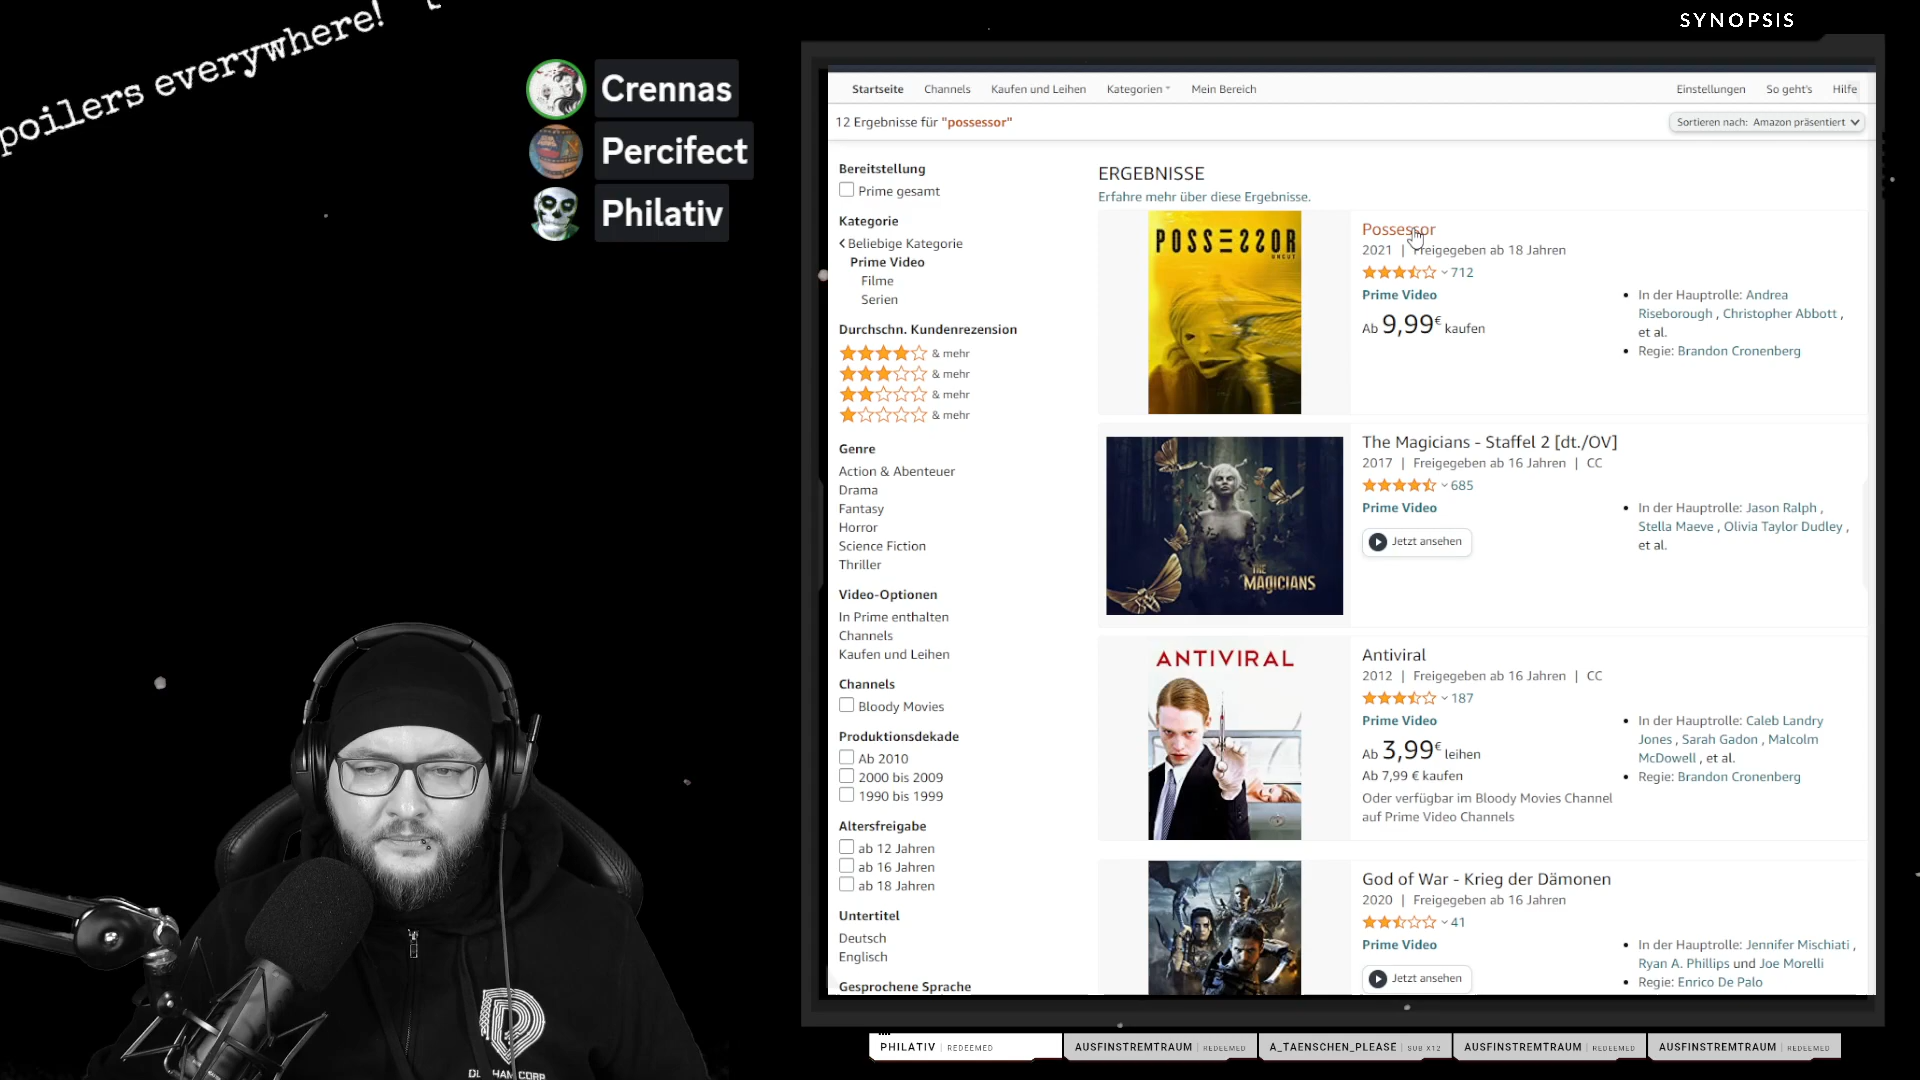 poilers everywhere!
SYNOPSIS
Crennas
Percifect
Philativ
Startseite Channels Kaufen und Leihen Kategorien Mein Bereich Einstellungen So geht's Hilfe
12 Ergebnisse für "possessor"
Sortieren nach: Amazon präsentiert
Bereitstellung
Prime gesamt
Kategorie
Beliebige Kategorie
Prime Video
Filme
Serien
Durchschn. Kundenrezension
& mehr
& mehr
& mehr
& mehr
Genre
Action & Abenteuer
Drama
Fantasy
Horror
Science Fiction
Thriller
Video-Optionen
In Prime enthalten
Channels
Kaufen und Leihen
Channels
Bloody Movies
Produktionsdekade
Ab 2010
2000 bis 2009
1990 bis 1999
Altersfreigabe
ab 12 Jahren
ab 16 Jahren
ab 18 Jahren
Untertitel
Deutsch
Englisch
Gesprochene Sprache
ERGEBNISSE
Erfahre mehr über diese Ergebnisse.
POSSESSOR
UNCUT
Possessor
2021 | Freigegeben ab 18 Jahren
712
Prime Video
Ab 9,99€ kaufen
In der Hauptrolle: Andrea
Riseborough , Christopher Abbott ,
et al.
Regie: Brandon Cronenberg
THE
MAGICIANS
The Magicians - Staffel 2 [dt./OV]
2017 | Freigegeben ab 16 Jahren | CC
685
Prime Video
Jetzt ansehen
In der Hauptrolle: Jason Ralph ,
Stella Maeve , Olivia Taylor Dudley ,
et al.
ANTIVIRAL
Antiviral
2012 | Freigegeben ab 16 Jahren | CC
187
Prime Video
Ab 3,99€ leihen
Ab 7,99 € kaufen
Oder verfügbar im Bloody Movies Channel
auf Prime Video Channels
In der Hauptrolle: Caleb Landry
Jones , Sarah Gadon , Malcolm
McDowell , et al.
Regie: Brandon Cronenberg
God of War - Krieg der Dämonen
2020 | Freigegeben ab 16 Jahren
41
Prime Video
Jetzt ansehen
In der Hauptrolle: Jennifer Mischiati ,
Ryan A. Phillips und Joe Morelli
Regie: Enrico De Palo
PHILATIV | REDEEMED
AUSFINSTREMTRAUM | REDEEMED
A_TAENSCHEN_PLEASE | SUB X12
AUSFINSTREMTRAUM | REDEEMED
AUSFINSTREMTRAUM | REDEEMED